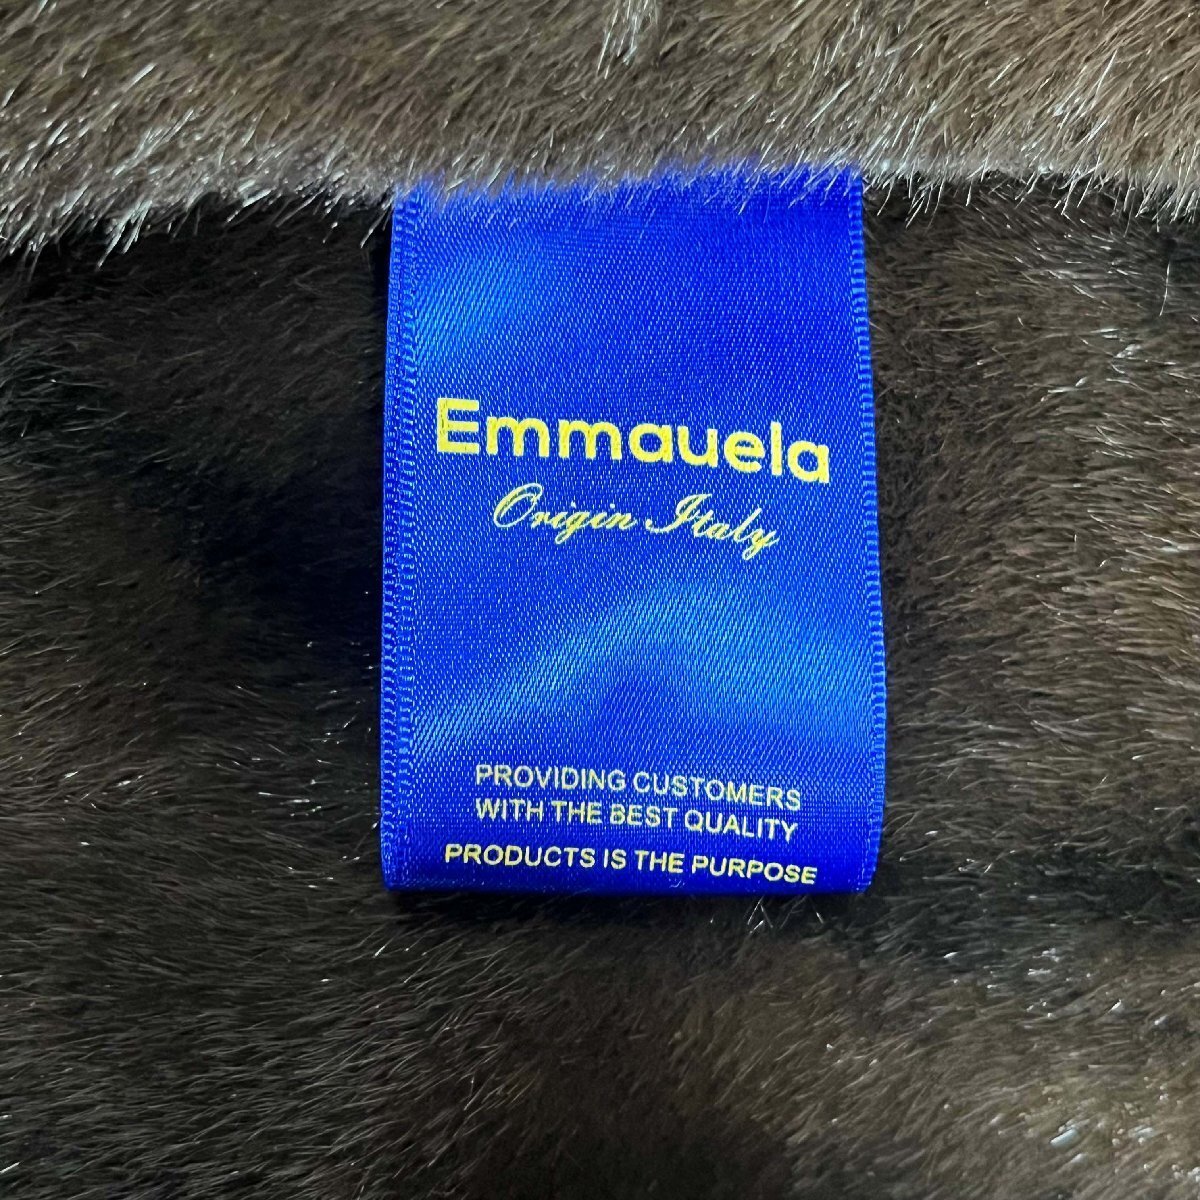 Emmauela
Origin Italy
PROVIDING CUSTOMERS
WITH THE BEST QUALITY
PRODUCTS IS THE PURPOSE